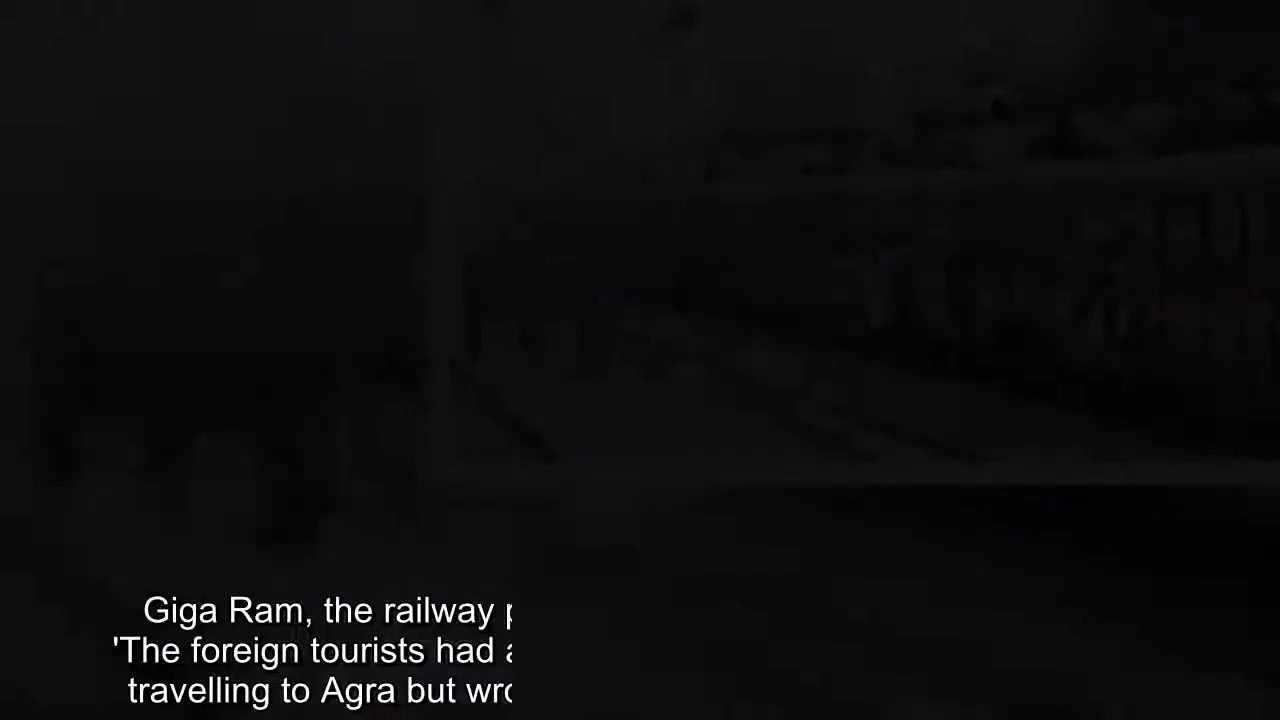 Giga Ram, the railway
'The foreign tourists had
travelling to Agra but